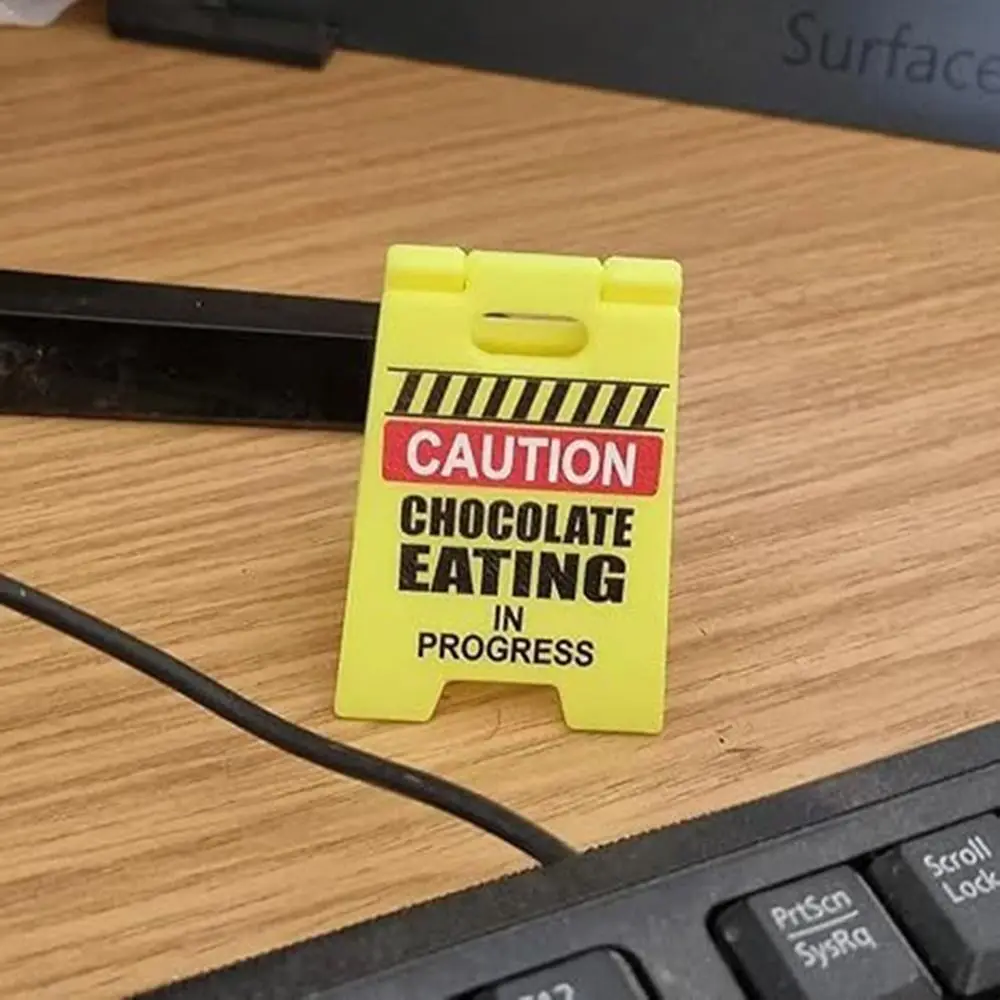 Surface
CAUTION
CHOCOLATE
EATING
IN
PROGRESS
Scroll
Lock
PrtScn
SysRq